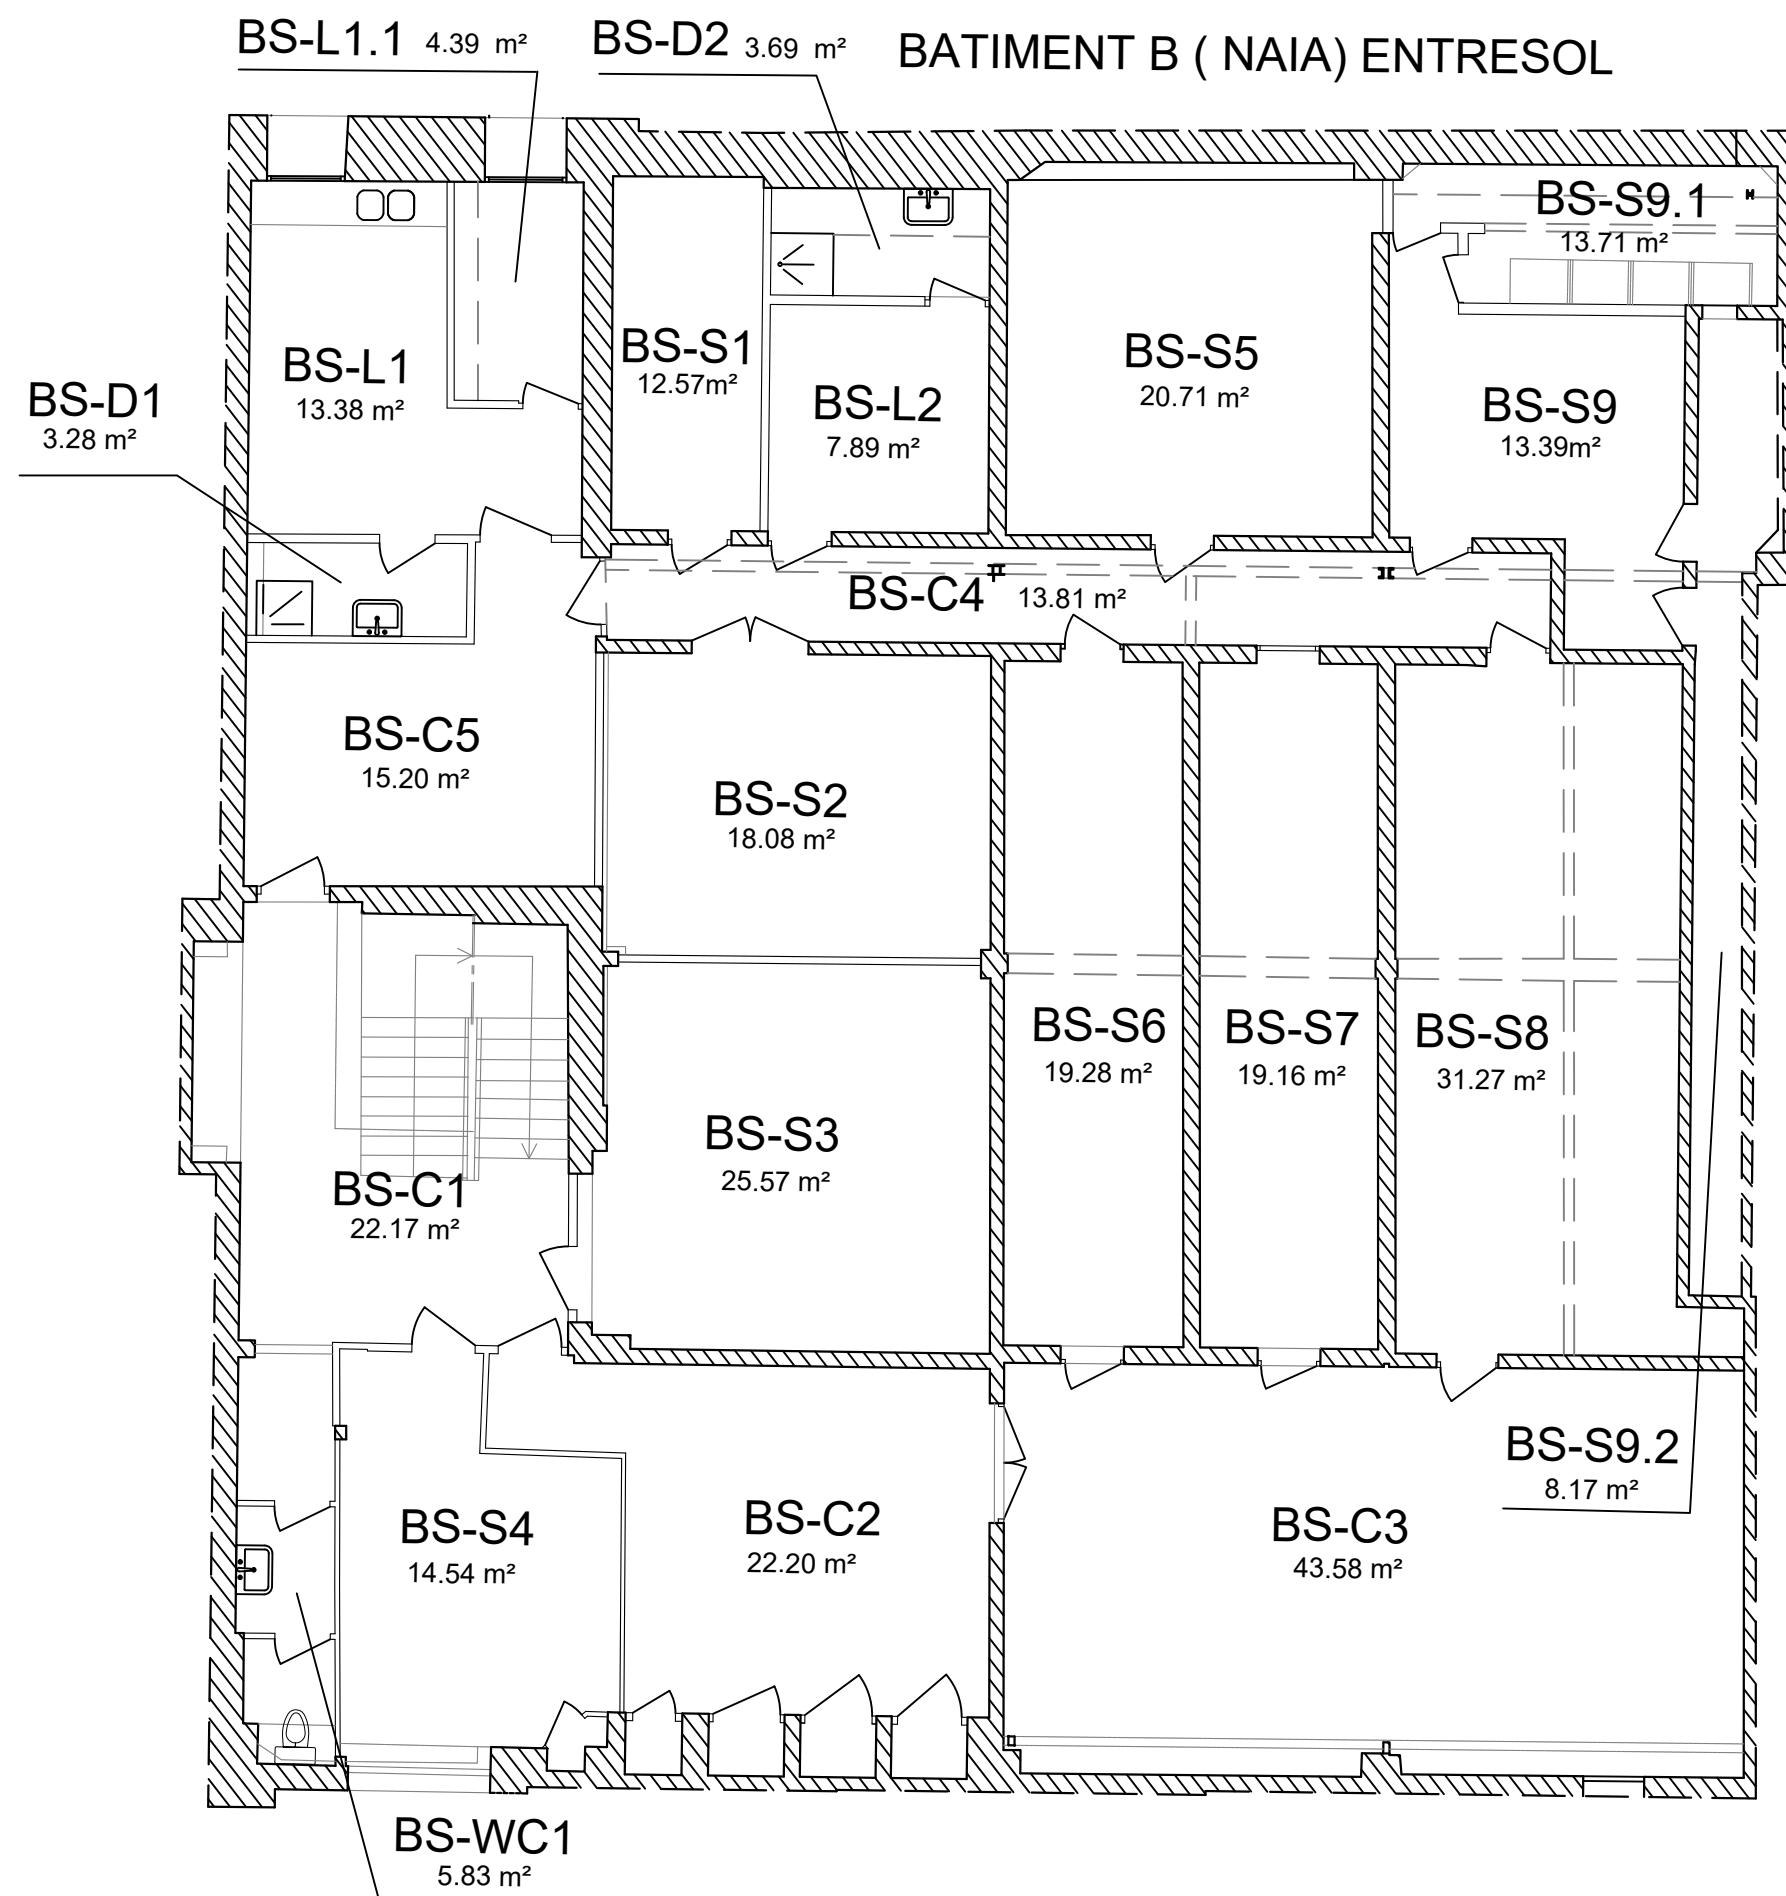 BS-L1.1 4.39 m²
BS-D2 3.69 m²
BATIMENT B ( NAIA) ENTRESOL
BS-S9.1
13.71 m²
BS-L1
13.38 m²
BS-S1
12.57m²
BS-L2
7.89 m²
BS-S5
20.71 m²
BS-S9
13.39m²
BS-D1
3.28 m²
BS-C4 13.81 m²
BS-C5
15.20 m²
BS-S2
18.08 m²
BS-S6
19.28 m²
BS-S7
19.16 m²
BS-S8
31.27 m²
BS-S3
25.57 m²
BS-C1
22.17 m²
BS-S9.2
8.17 m²
BS-S4
14.54 m²
BS-C2
22.20 m²
BS-C3
43.58 m²
BS-WC1
5.83 m²